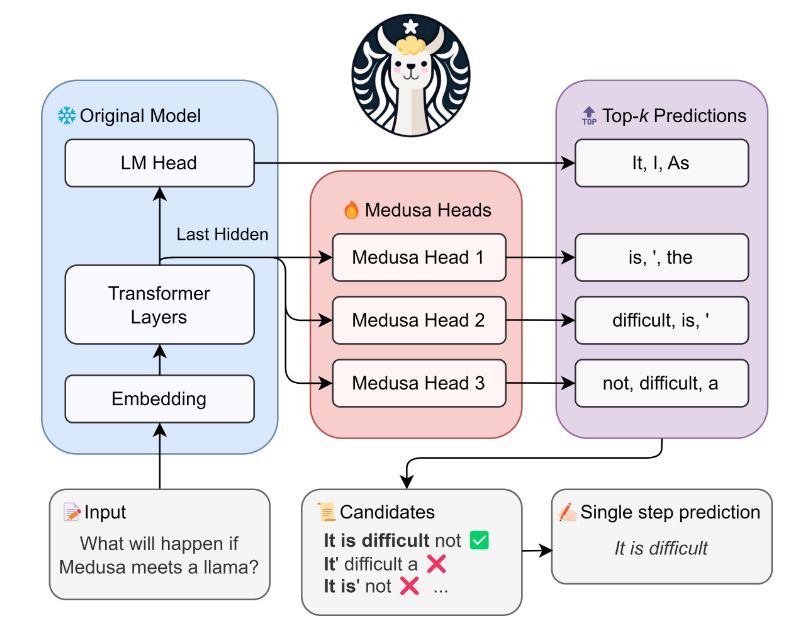 Original Model
LM Head
Last Hidden
Transformer
Layers
Embedding
Medusa Heads
Medusa Head 1
Medusa Head 2
Medusa Head 3
TOP
Top-k Predictions
It, I, As
is, ', the
difficult, is, '
not, difficult, a
Input
What will happen if
Medusa meets a llama?
Candidates
It is difficult not ✅
It' difficult a ❌
It is' not ❌ ...
Single step prediction
It is difficult